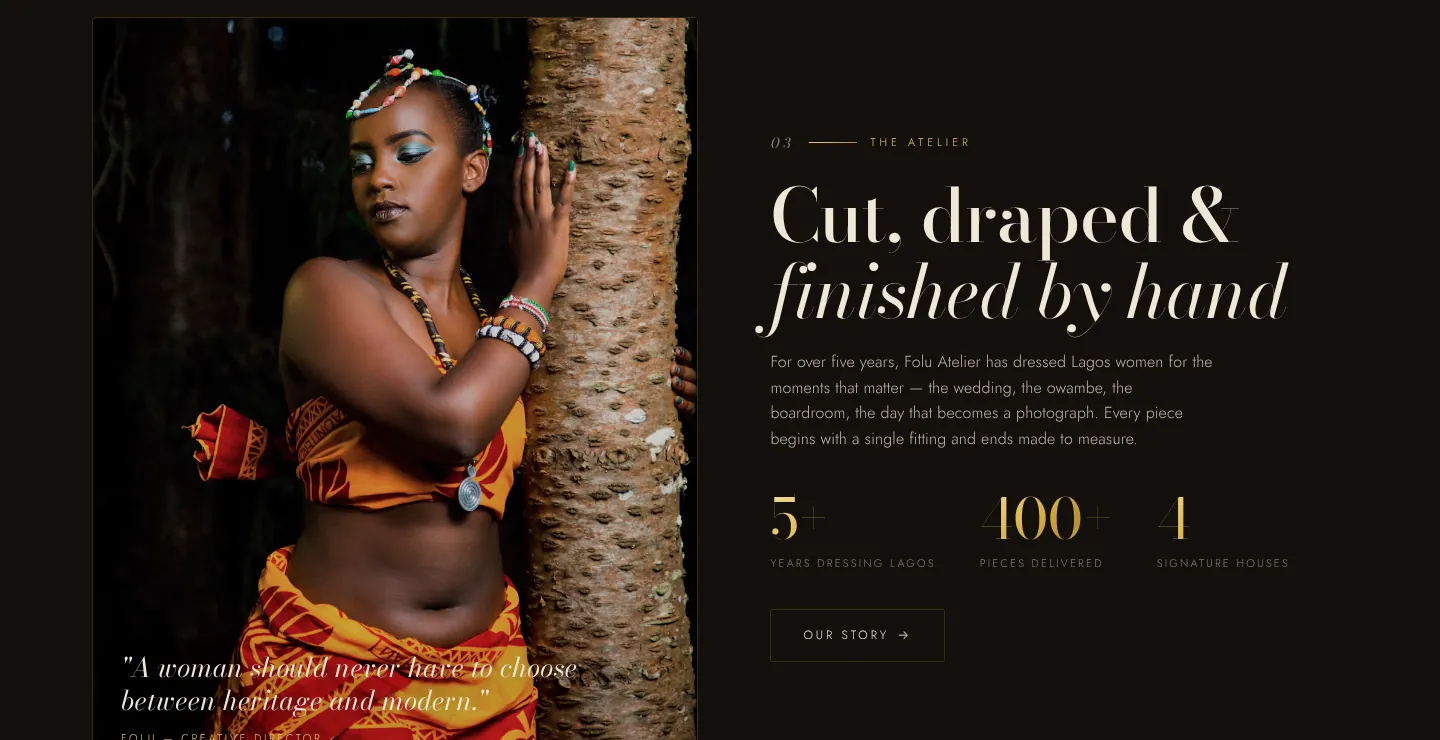 03 THE ATELIER
Cut, draped &
finished by hand
For over five years, Folu Atelier has dressed Lagos women for the
moments that matter — the wedding, the owambe, the
boardroom, the day that becomes a photograph. Every piece
begins with a single fitting and ends made to measure.
5+ 400+ 4
YEARS DRESSING LAGOS PIECES DELIVERED SIGNATURE HOUSES
OUR STORY →
"A woman should never have to choose
between heritage and modern."
FOLU — CREATIVE DIRECTOR